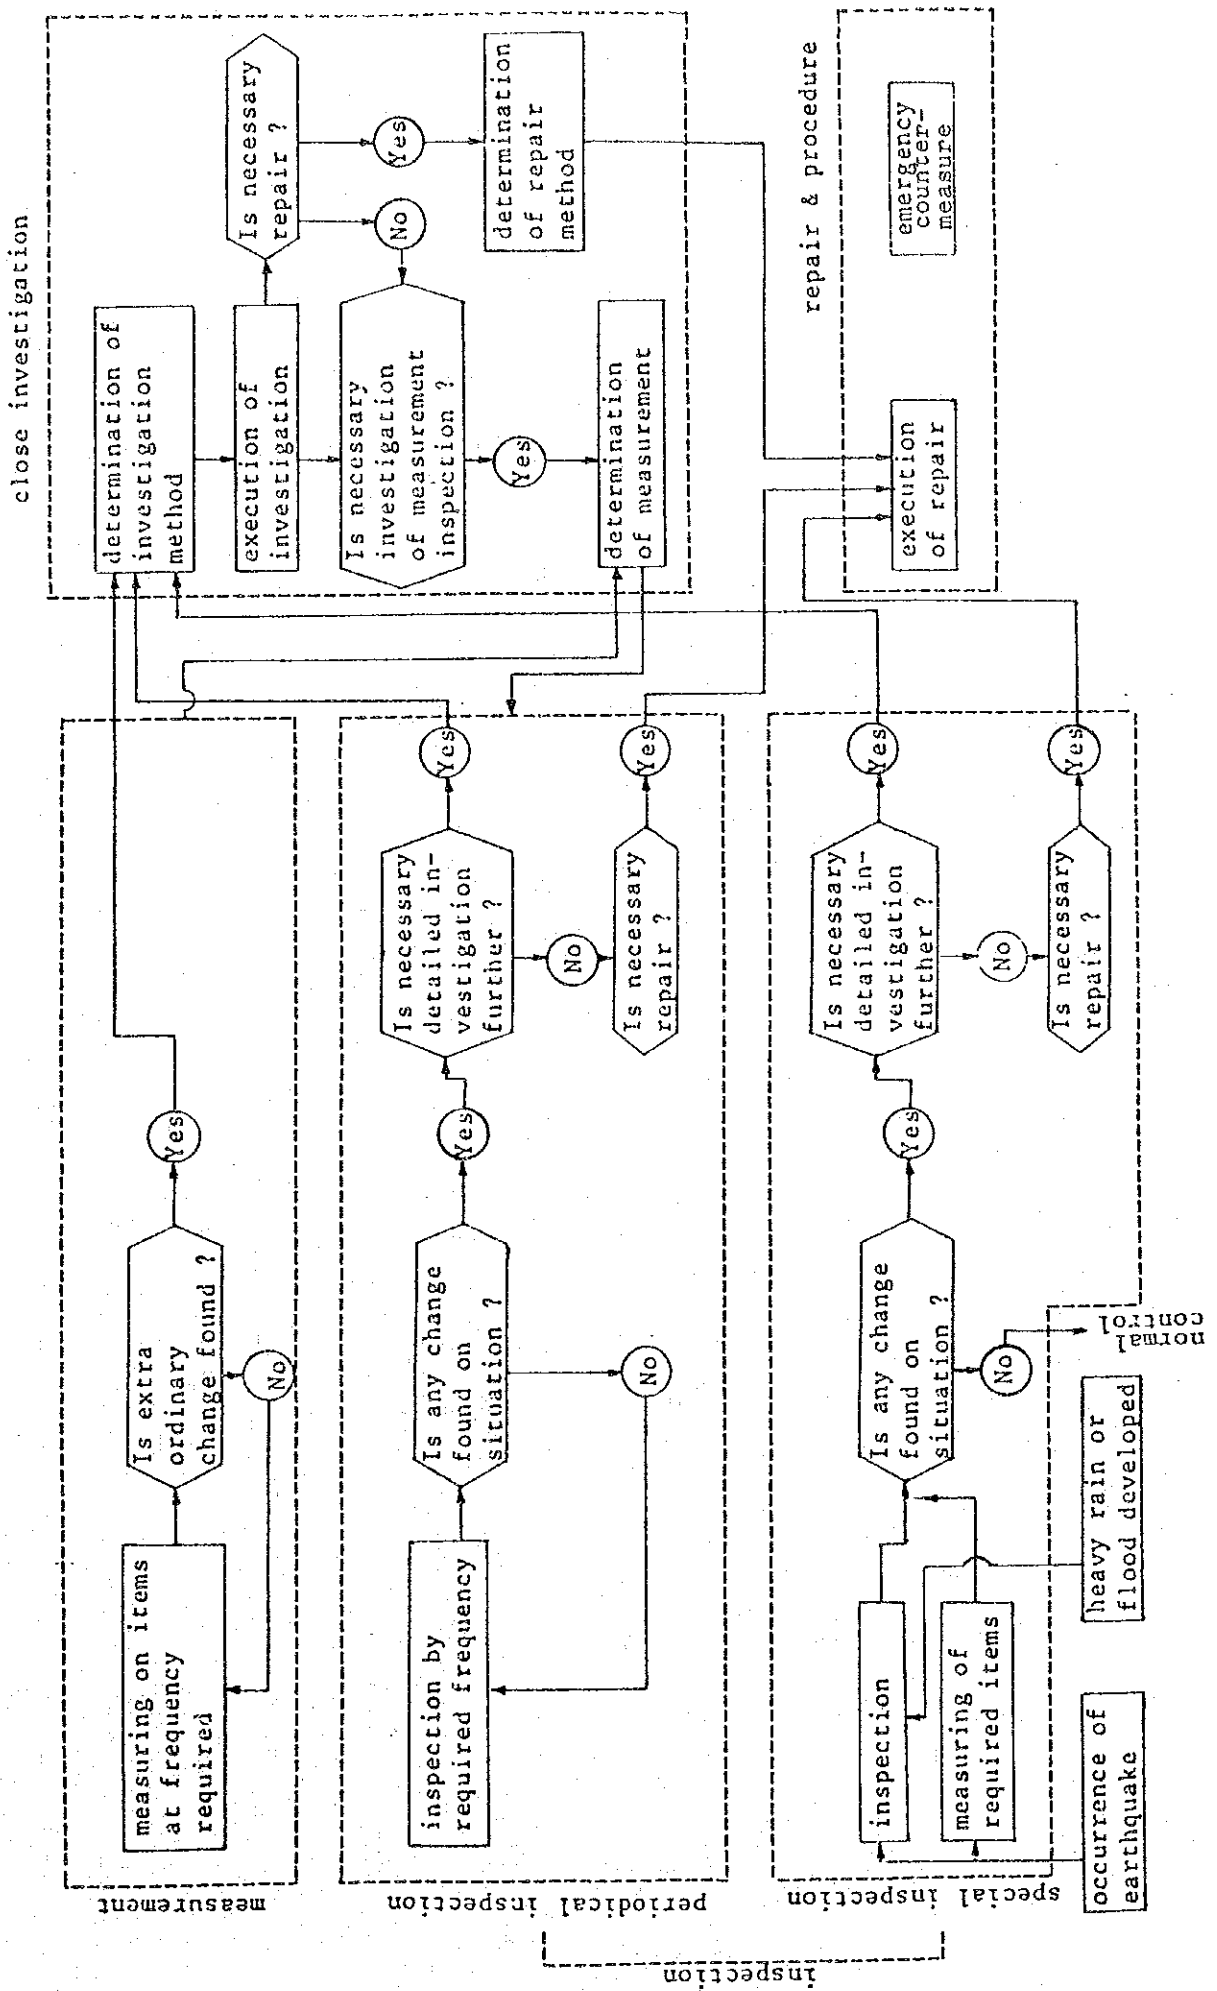 close investigation
determination of
investigation
method
execution of
investigation
Is necessary
repair ?
No
Yes
Is necessary
investigation
of measurement
inspection ?
Yes
determination
of measurement
determination
of repair
method
repair & procedure
execution
of repair
emergency
counter-
measure
measurement
measuring on items
at frequency
required
Is extra
ordinary
change found ?
Yes
No
inspection
periodical inspection
inspection by
required frequency
Is any change
found on
situation ?
Yes
No
Is necessary
detailed in-
vestigation
further ?
Yes
No
Is necessary
repair ?
Yes
special inspection
inspection
measuring of
required items
Is any change
found on
situation ?
Yes
No
normal
control
Is necessary
detailed in-
vestigation
further ?
Yes
No
Is necessary
repair ?
Yes
occurrence of
earthquake
heavy rain or
flood developed